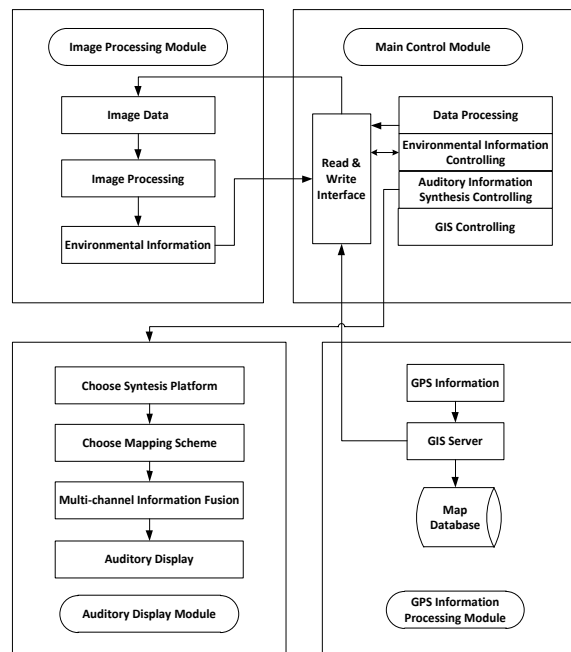 Image Processing Module
Image Data
Image Processing
Environmental Information
Main Control Module
Read &
Write
Interface
Data Processing
Environmental Information
Controlling
Auditory Information
Synthesis Controlling
GIS Controlling
Choose Syntesis Platform
Choose Mapping Scheme
Multi-channel Information Fusion
Auditory Display
Auditory Display Module
GPS Information
GIS Server
Map
Database
GPS Information
Processing Module